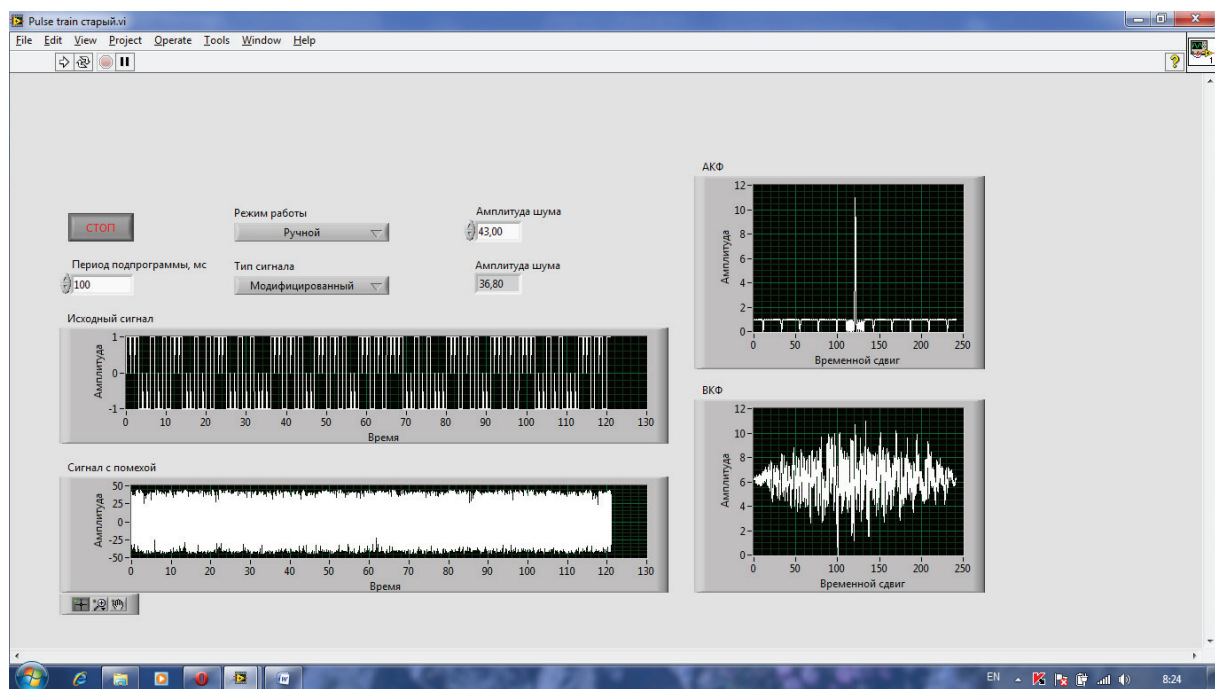 Pulse train старый.vi
File Edit View Project Operate Tools Window Help
1
СТОП
Режим работы
Ручной
Амплитуда шума
43,00
Период подпрограммы, мс
100
Тип сигнала
Модифицированный
Амплитуда шума
36,80
Исходный сигнал
Амплитуда
1
0
-1
0 10 20 30 40 50 60 70 80 90 100 110 120 130
Время
Сигнал с помехой
Амплитуда
50
25
0
-25
-50
0 10 20 30 40 50 60 70 80 90 100 110 120 130
Время
АКФ
Амплитуда
12
10
8
6
4
2
0
0 50 100 150 200 250
Временной сдвиг
ВКФ
Амплитуда
12
10
8
6
4
2
0
0 50 100 150 200 250
Временной сдвиг
EN 8:24